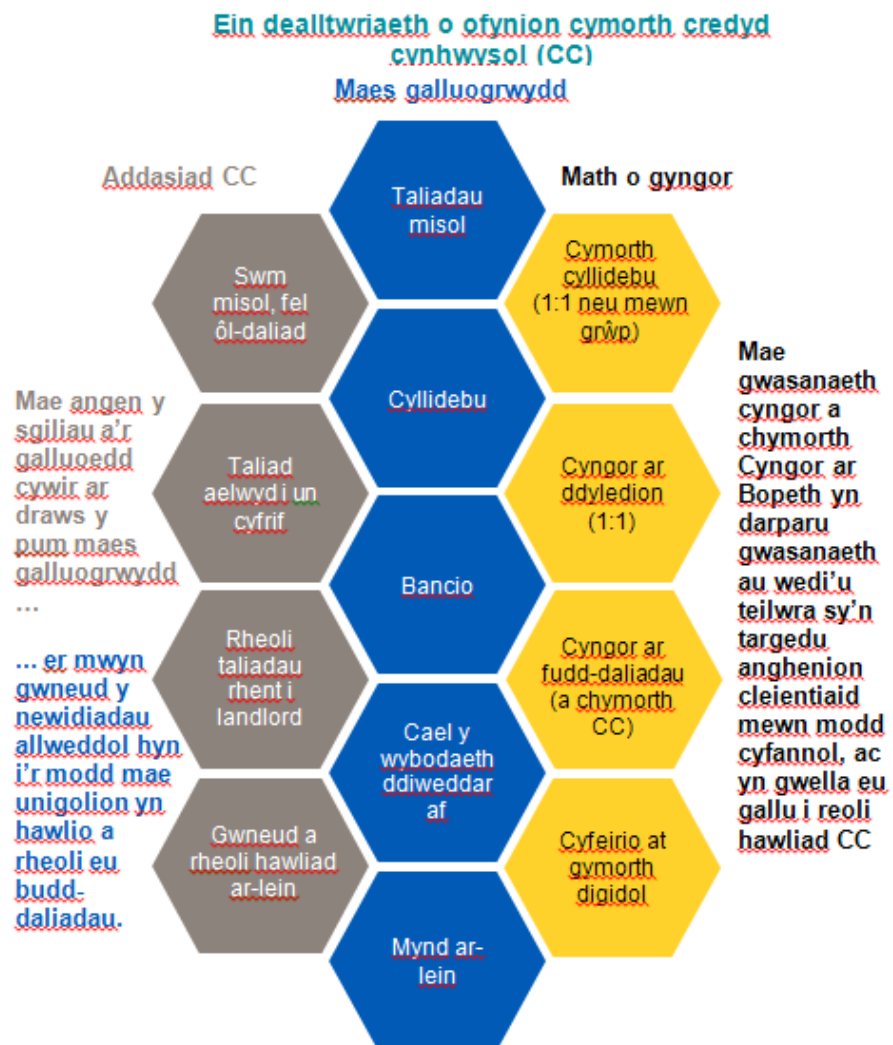 Ein dealltwriaeth o ofynion cymorth credyd
cynhwysol (CC)
Maes galluogrwydd
Addasiad CC
Math o gyngor
Taliadau
misol
Swm
misol, fel
ôl-daliad
Cymorth
cyllidebu
(1:1 neu mewn
grŵp)
Cyllidebu
Mae angen y
sgiliau a'r
galluoedd
cywir ar
draws y
pum maes
galluogrwydd
...
... er mwyn
gwneud y
newidiadau
allweddol hyn
i'r modd mae
unigolion yn
hawlio a
rheoli eu
budd-
daliadau.
Taliad
aelwyd i un
cyfrif
Cyngor ar
ddyledion
(1:1)
Bancio
Rheoli
taliadau
rhent i
landlord
Cyngor ar
fudd-daliadau
(a chymorth
CC)
Cael y
wybodaeth
ddiweddar
af
Gwneud a
rheoli hawliad
ar-lein
Cyfeirio at
gymorth
digidol
Mynd ar-
lein
Mae
gwasanaeth
cyngor a
chymorth
Cyngor ar
Bopeth yn
darparu
gwasanaeth
au wedi'u
teilwra sy'n
targedu
anghenion
cleientiaid
mewn modd
cyfannol, ac
yn gwella eu
gallu i reoli
hawliad CC